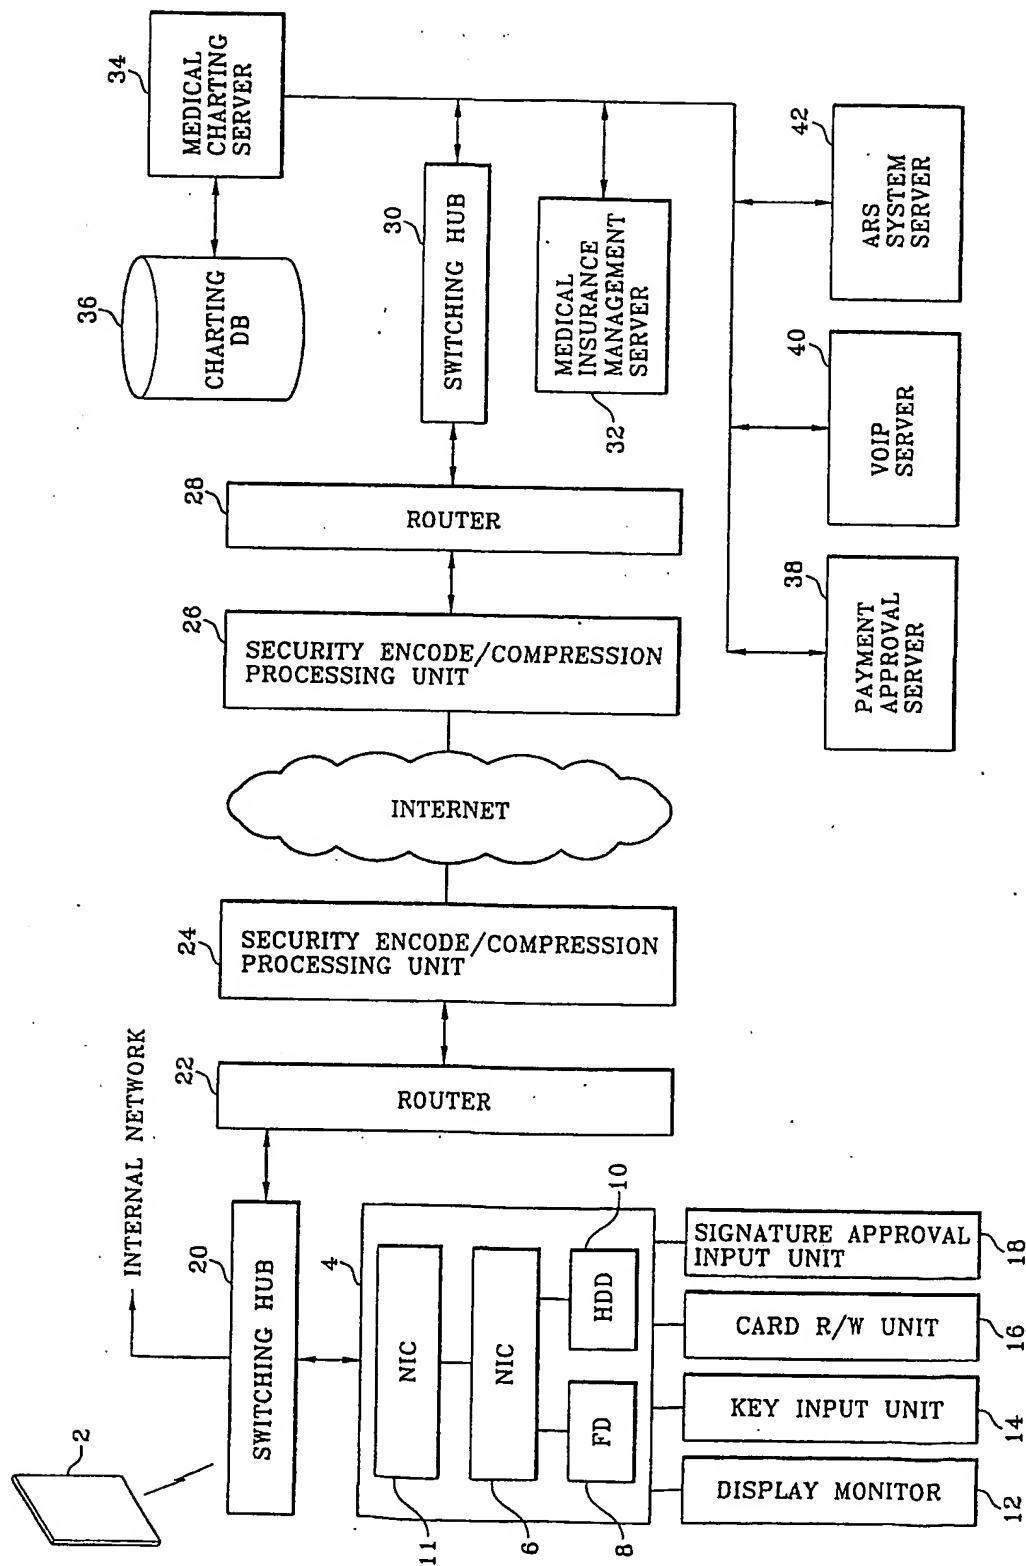 2
INTERNAL NETWORK
20
SWITCHING HUB
4
NIC
11
NIC
6
FD
8
HDD
10
DISPLAY MONITOR
12
KEY INPUT UNIT
14
CARD R/W UNIT
16
SIGNATURE APPROVAL
INPUT UNIT
18
22
ROUTER
24
SECURITY ENCODE/COMPRESSION
PROCESSING UNIT
INTERNET
26
SECURITY ENCODE/COMPRESSION
PROCESSING UNIT
28
ROUTER
30
SWITCHING HUB
36
CHARTING
DB
34
MEDICAL
CHARTING
SERVER
MEDICAL
INSURANCE
MANAGEMENT
SERVER
32
38
PAYMENT
APPROVAL
SERVER
40
VOIP
SERVER
42
ARS
SYSTEM
SERVER